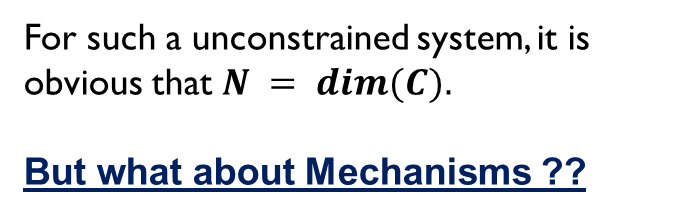 For such a unconstrained system, it is
obvious that N = dim(C).
But what about Mechanisms ??